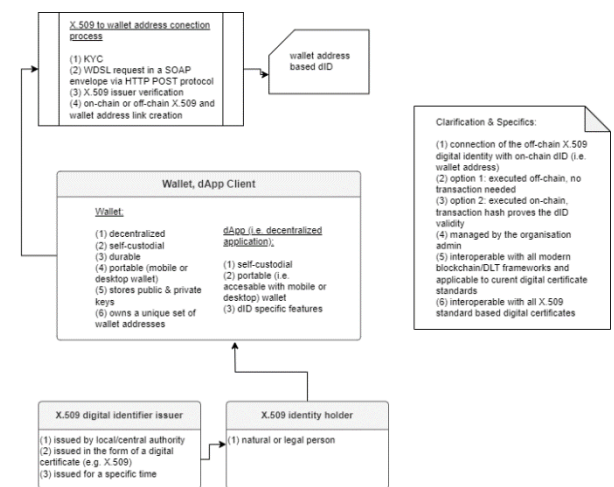 X.509 to wallet address conection
process
(1) KYC
(2) WDSL request in a SOAP
envelope via HTTP POST protocol
(3) X.509 issuer verification
(4) on-chain or off-chain X.509 and
wallet address link creation
wallet address
based dID
Clarification & Specifics:
(1) connection of the off-chain X.509
digital identity with on-chain dID (i.e.
wallet address)
(2) option 1: executed off-chain, no
transaction needed
(3) option 2: executed on-chain,
transaction hash proves the dID
validity
(4) managed by the organisation
admin
(5) interoperable with all modern
blockchain/DLT frameworks and
applicable to curent digital certificate
standards
(6) interoperable with all X.509
standard based digital certificates
Wallet, dApp Client
Wallet:
(1) decentralized
(2) self-custodial
(3) durable
(4) portable (mobile or
desktop wallet)
(5) stores public & private
keys
(6) owns a unique set of
wallet addresses
dApp (i.e. decentralized
application):
(1) self-custodial
(2) portable (i.e.
accesable with mobile or
desktop) wallet
(3) dID specific features
X.509 digital identifier issuer
(1) issued by local/central authority
(2) issued in the form of a digital
certificate (e.g. X.509)
(3) issued for a specific time
X.509 identity holder
(1) natural or legal person